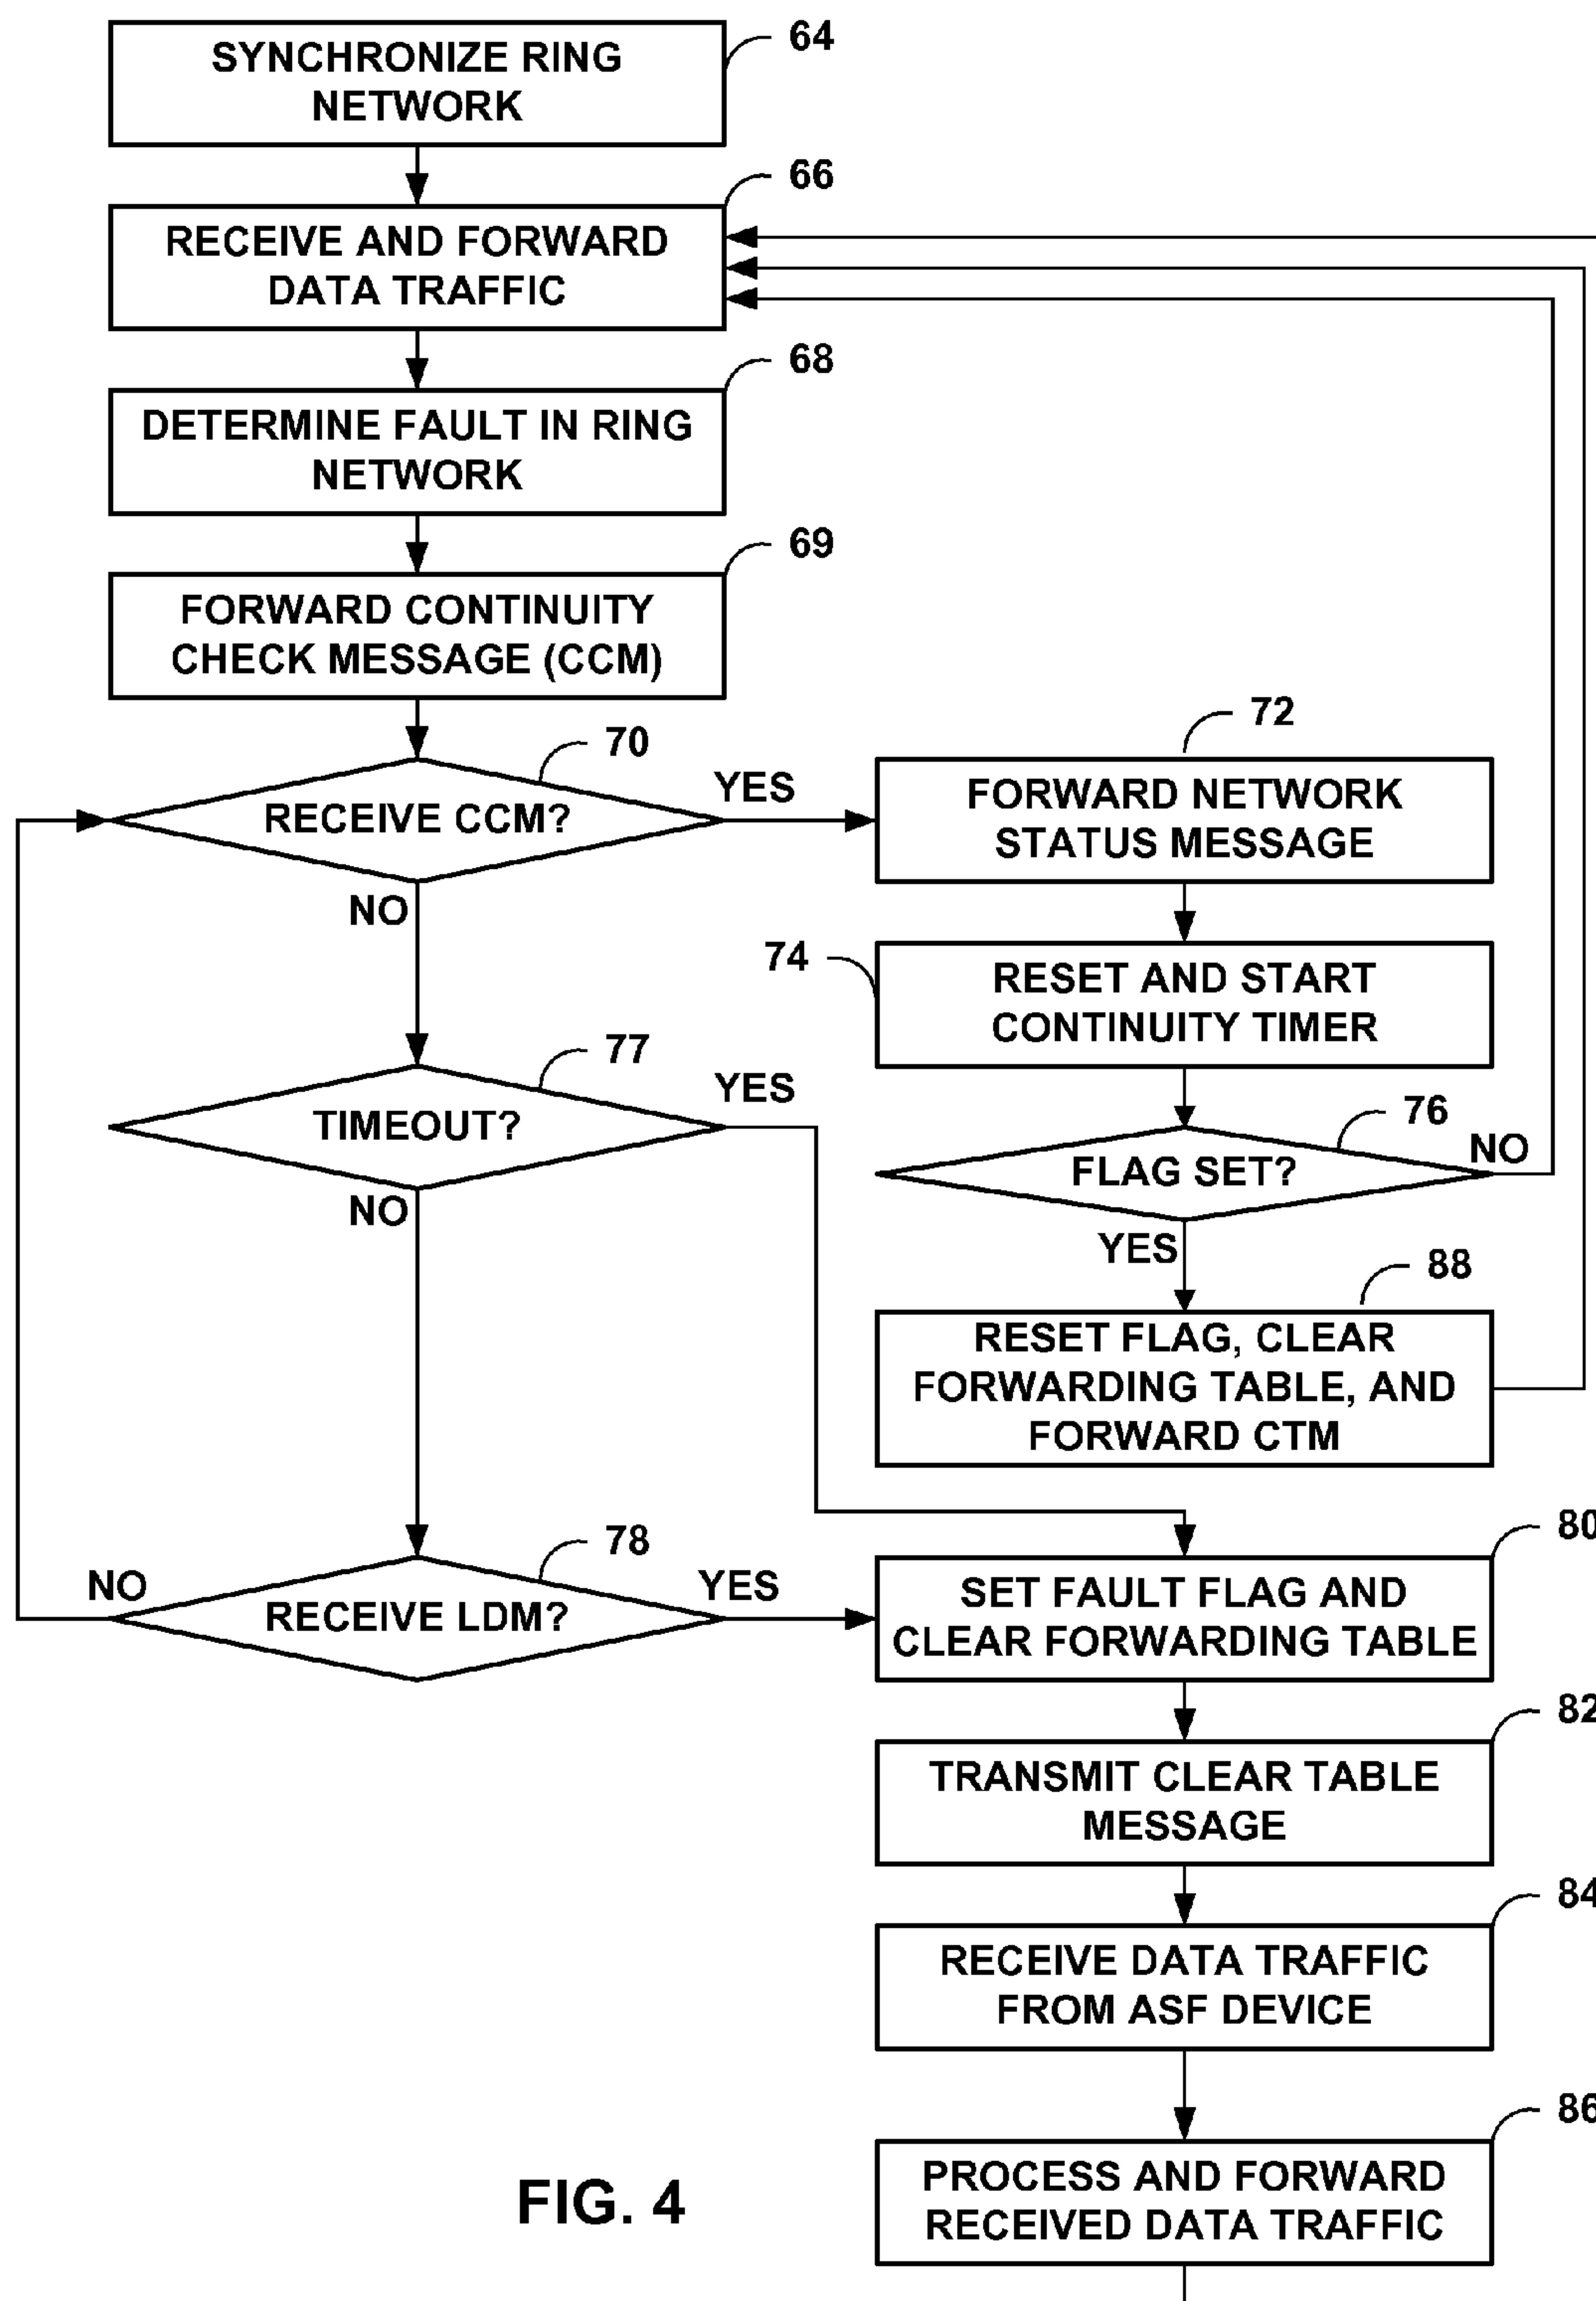 SYNCHRONIZE RING
NETWORK
64
RECEIVE AND FORWARD
DATA TRAFFIC
66
DETERMINE FAULT IN RING
NETWORK
68
FORWARD CONTINUITY
CHECK MESSAGE (CCM)
69
RECEIVE CCM?
70
YES
NO
FORWARD NETWORK
STATUS MESSAGE
72
RESET AND START
CONTINUITY TIMER
74
TIMEOUT?
77
YES
NO
FLAG SET?
76
NO
YES
RESET FLAG, CLEAR
FORWARDING TABLE, AND
FORWARD CTM
88
RECEIVE LDM?
78
NO
YES
SET FAULT FLAG AND
CLEAR FORWARDING TABLE
80
TRANSMIT CLEAR TABLE
MESSAGE
82
RECEIVE DATA TRAFFIC
FROM ASF DEVICE
84
PROCESS AND FORWARD
RECEIVED DATA TRAFFIC
86
FIG. 4